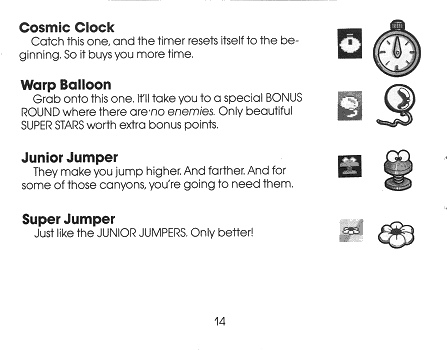 Cosmic Clock
Catch this one, and the timer resets itself to the be-
ginning. So it buys you more time.
Warp Balloon
Grab onto this one. It'll take you to a special BONUS
ROUND where there are no enemies. Only beautiful
SUPER STARS worth extra bonus points.
Junior Jumper
They make you jump higher. And farther. And for
some of those canyons, you're going to need them.
Super Jumper
Just like the JUNIOR JUMPERS. Only better!
14